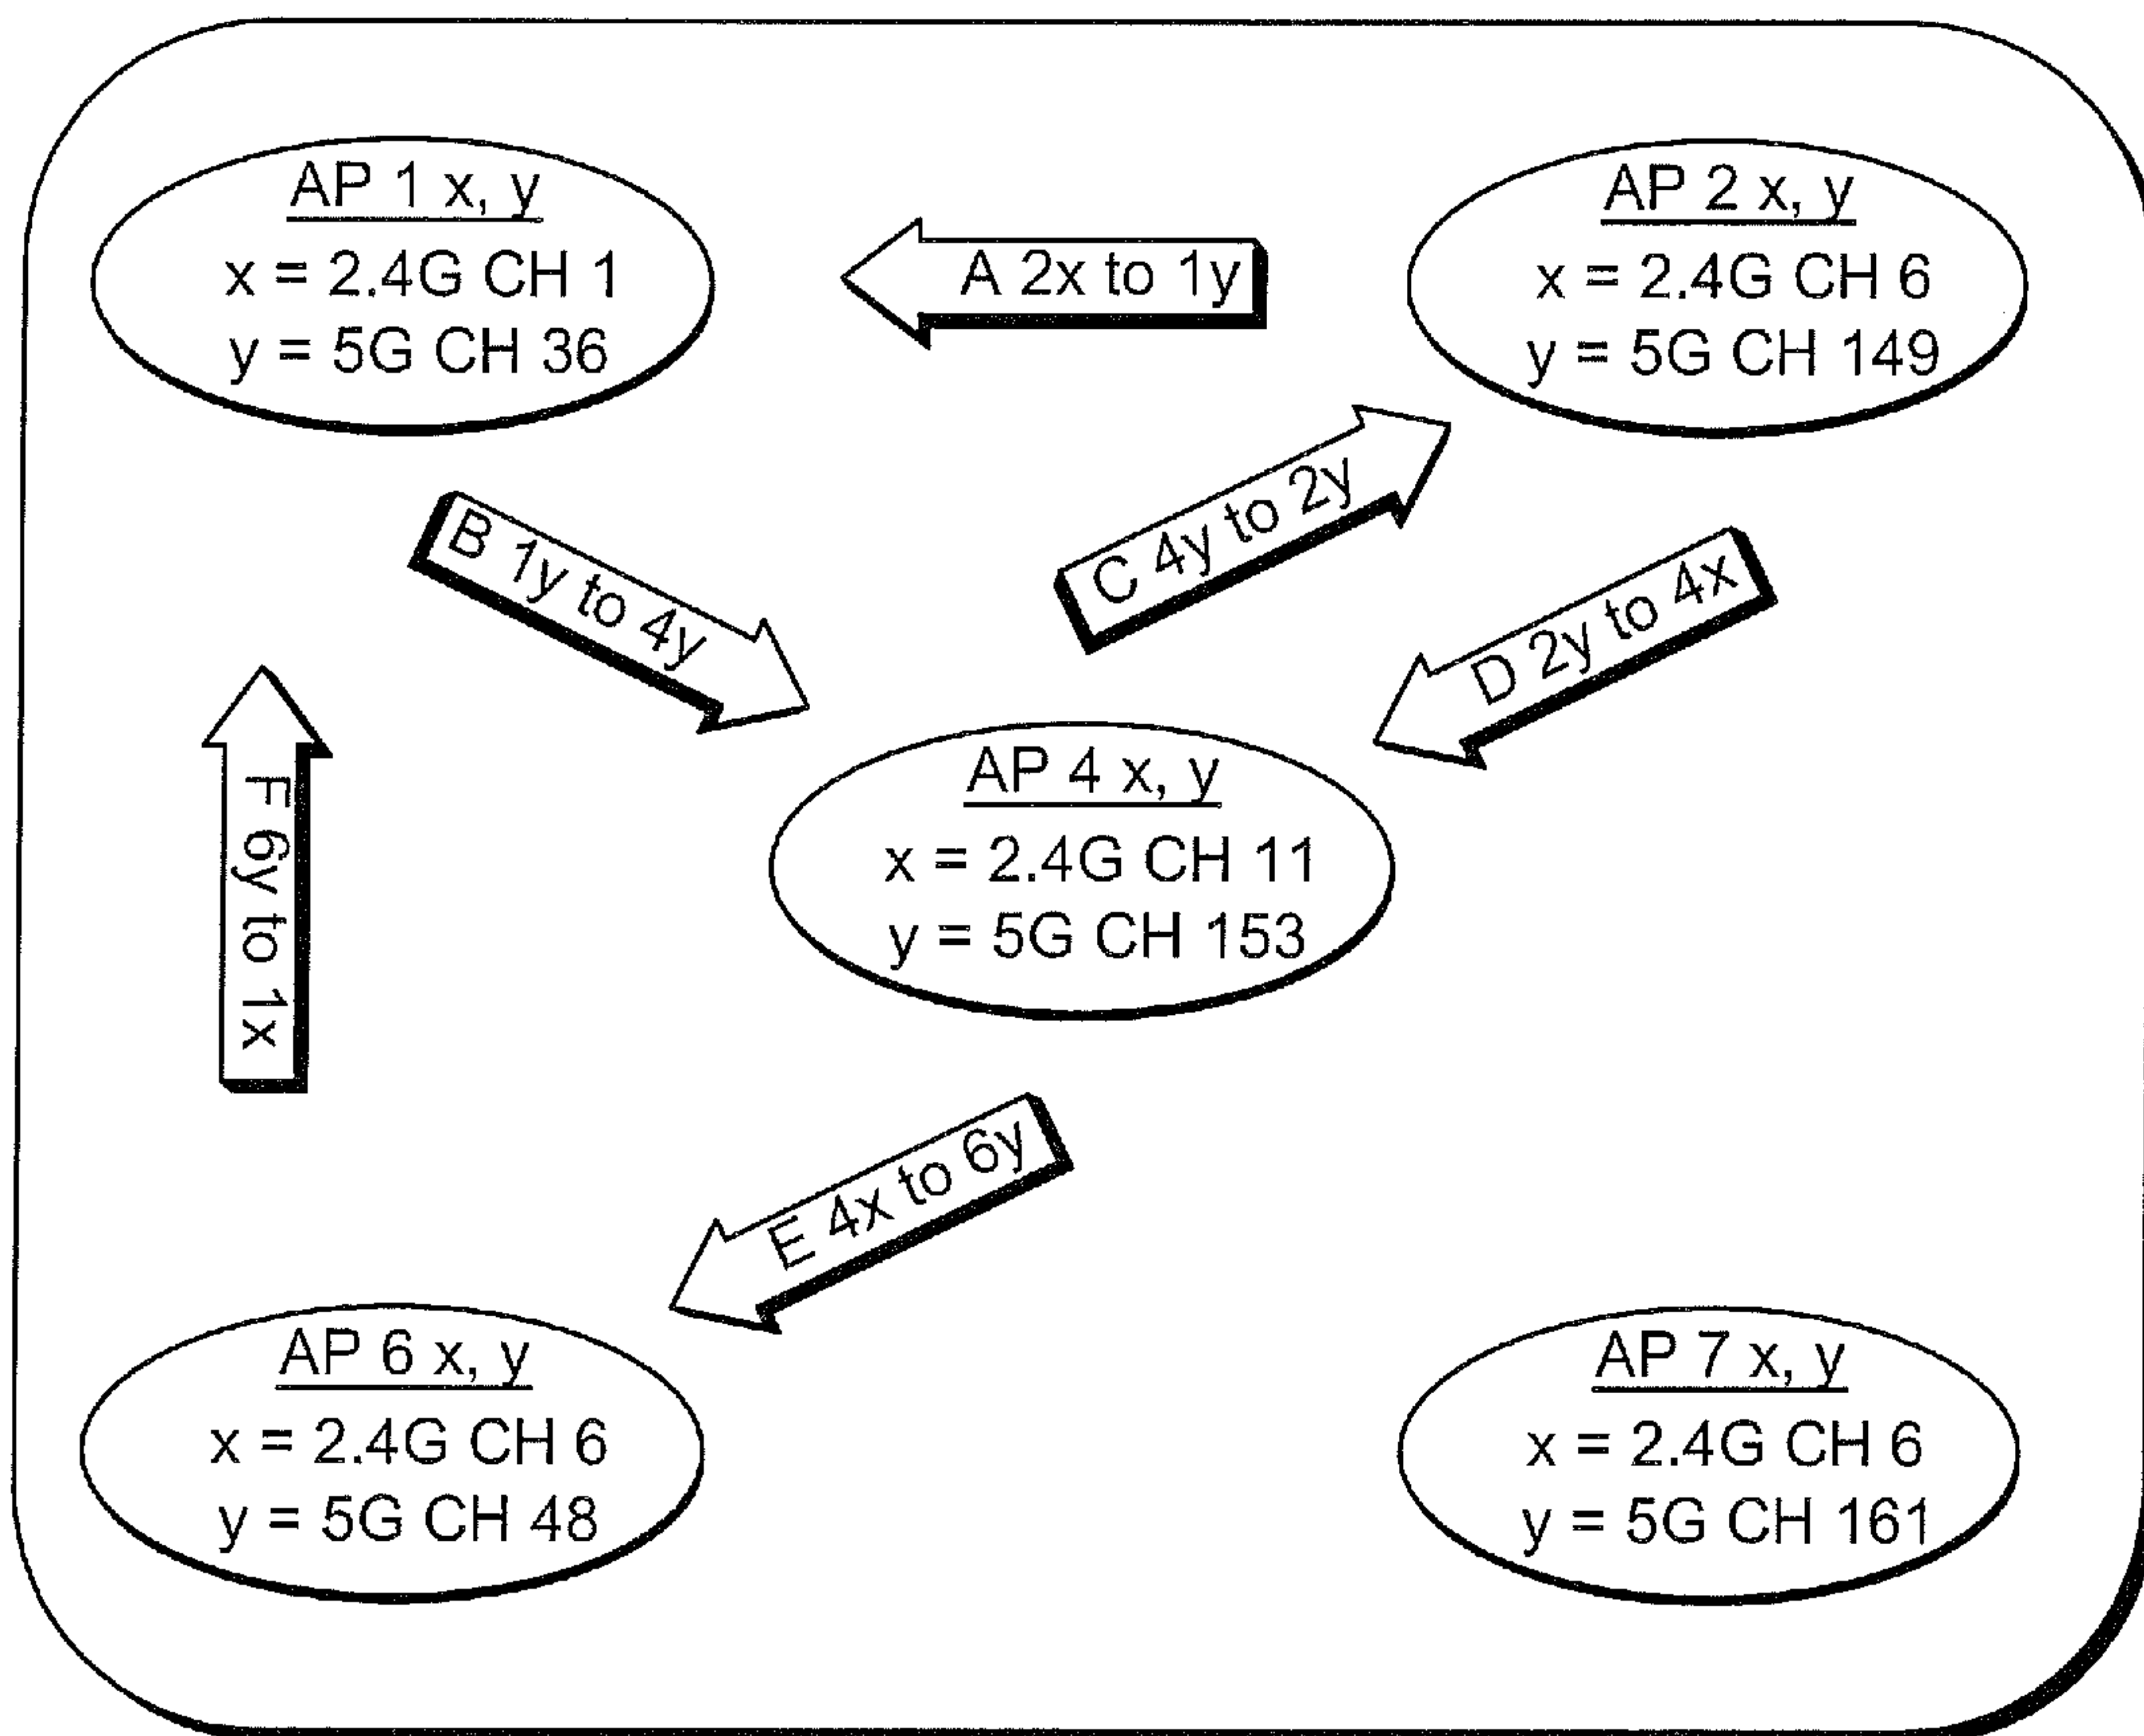 AP 1 x, y
x = 2.4G CH 1
y = 5G CH 36
A 2x to 1y
AP 2 x, y
x = 2.4G CH 6
y = 5G CH 149
B 1y to 4y
C 4y to 2y
D 2y to 4x
F 6y to 1x
AP 4 x, y
x = 2.4G CH 11
y = 5G CH 153
E 4x to 6y
AP 6 x, y
x = 2.4G CH 6
y = 5G CH 48
AP 7 x, y
x = 2.4G CH 6
y = 5G CH 161